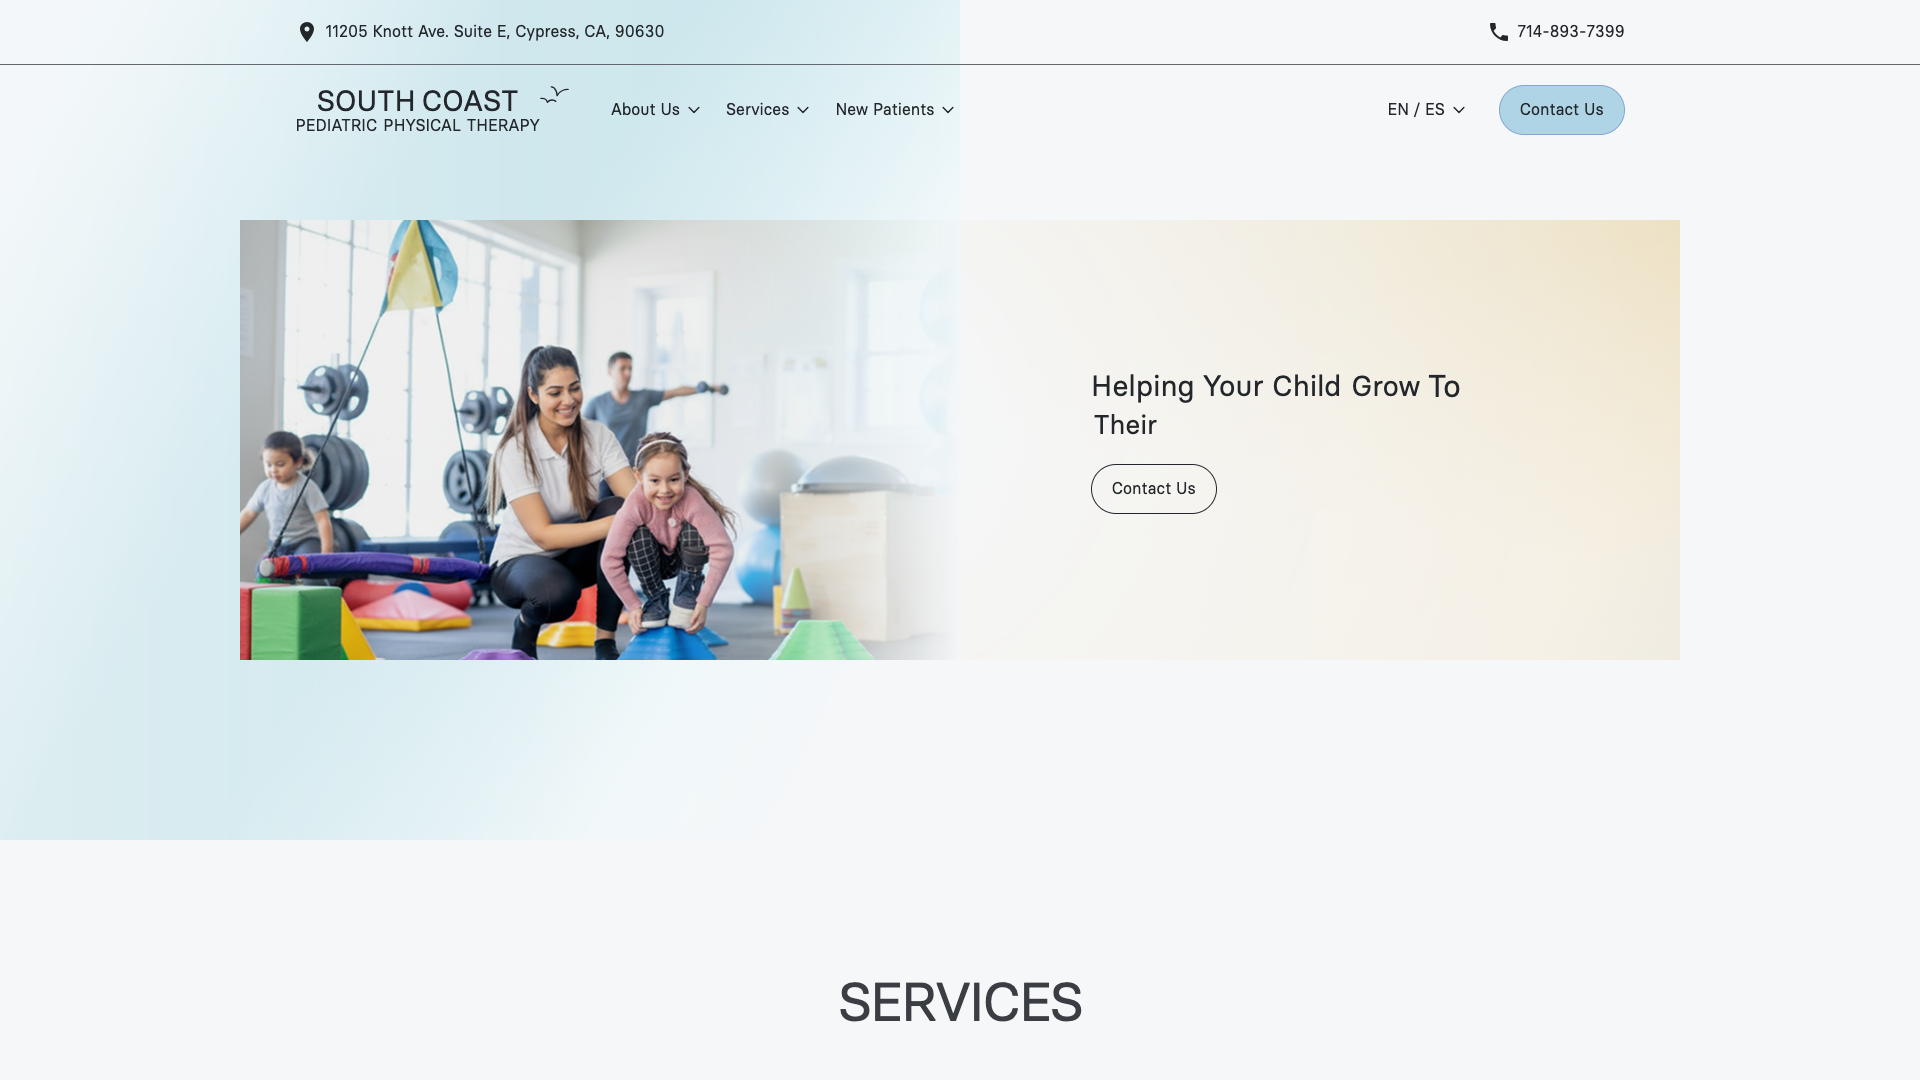 11205 Knott Ave. Suite E, Cypress, CA, 90630
714-893-7399
SOUTH COAST
PEDIATRIC PHYSICAL THERAPY
About Us
Services
New Patients
EN / ES
Contact Us
Helping Your Child Grow To
Their
Contact Us
SERVICES